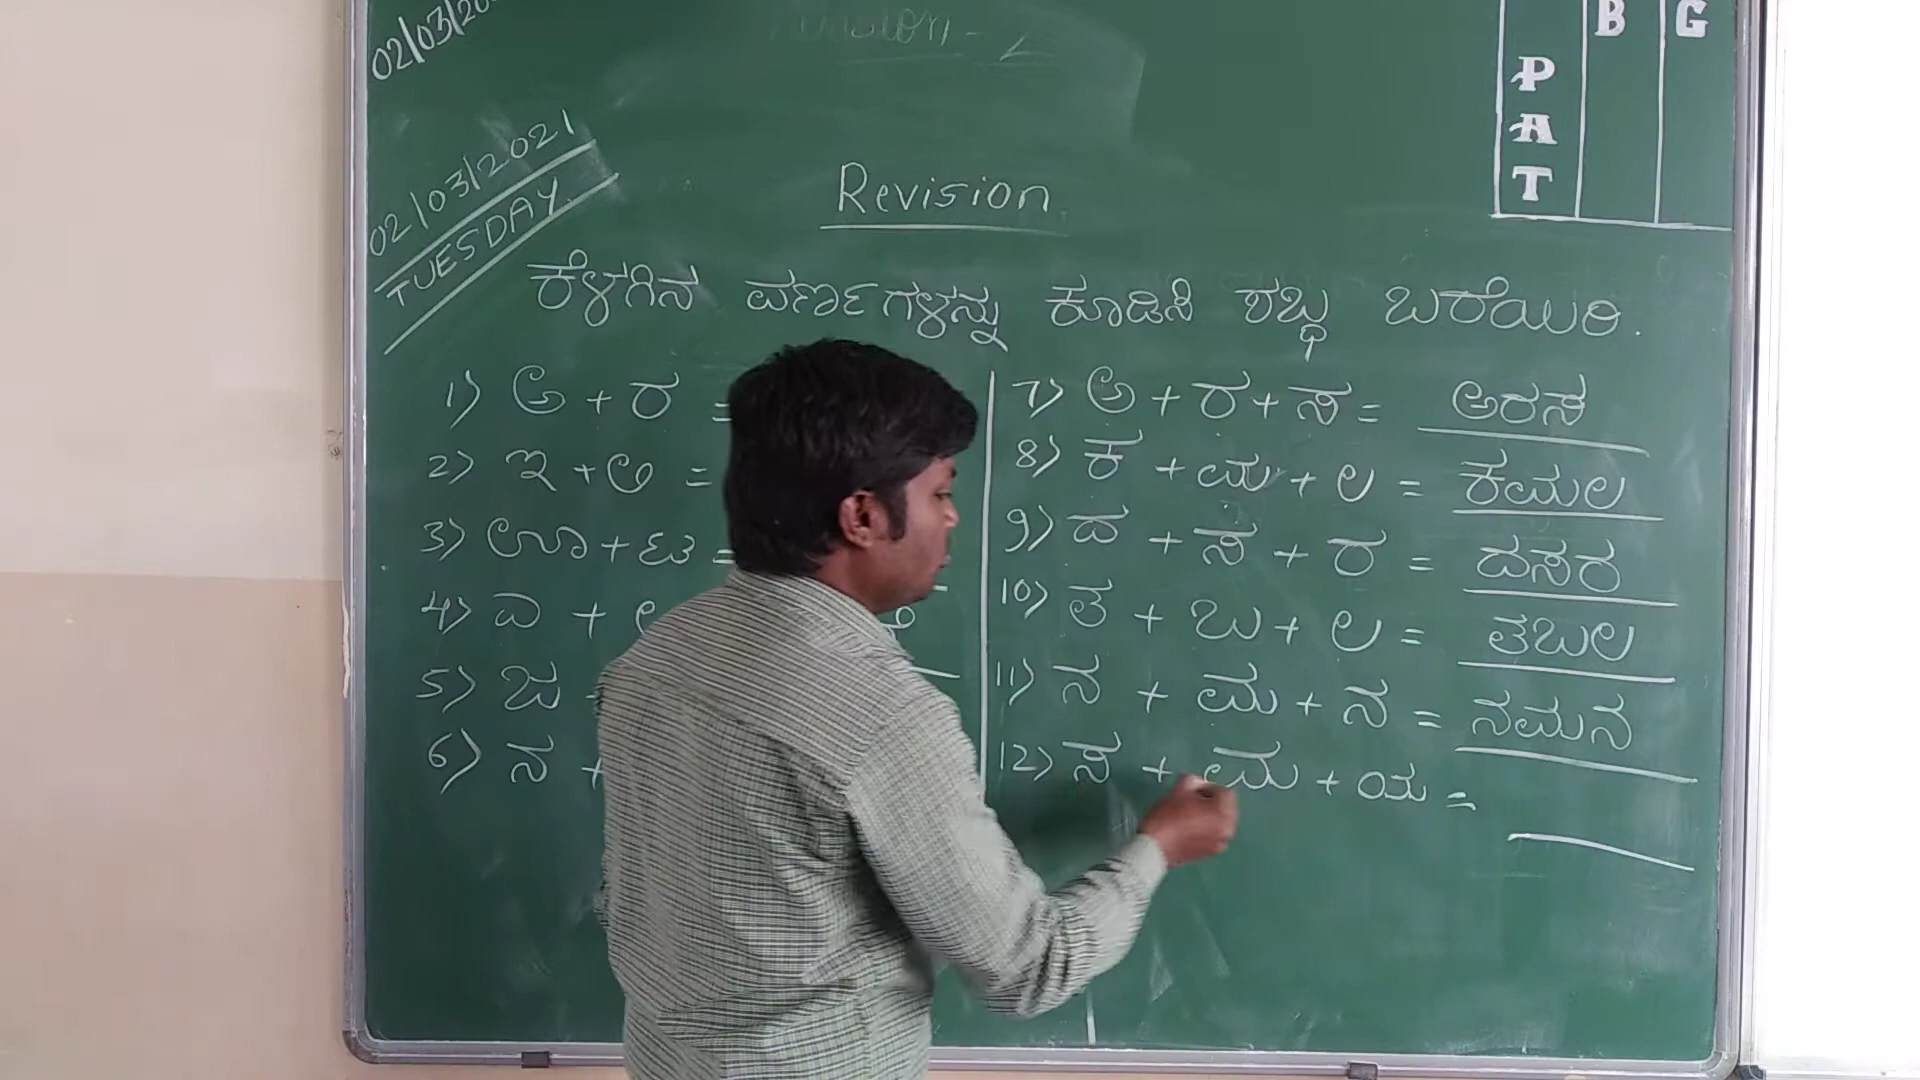 02/03/20
B G
P
A
T
02/03/2021
TUESDAY
Revision
ಕೆಳಗಿನ ವರ್ಣಗಳನ್ನು ಕೂಡಿಸಿ ಶಬ್ಧ ಬರೆಯಿರಿ.
1) ಅ + ರ =
2) ಇ + ಲಿ =
3) ಊ + ಟ =
4) ಎ +
5) ಜ
6) ನ +
7) ಅ + ರ + ಸ = ಅರಸ
8) ಕ + ಮ + ಲ = ಕಮಲ
9) ದ + ಸ + ರ = ದಸರ
10) ತ + ಬ + ಲ = ತಬಲ
11) ನ + ಮ + ನ = ನಮನ
12) ಸ + ಮ + ಯ =